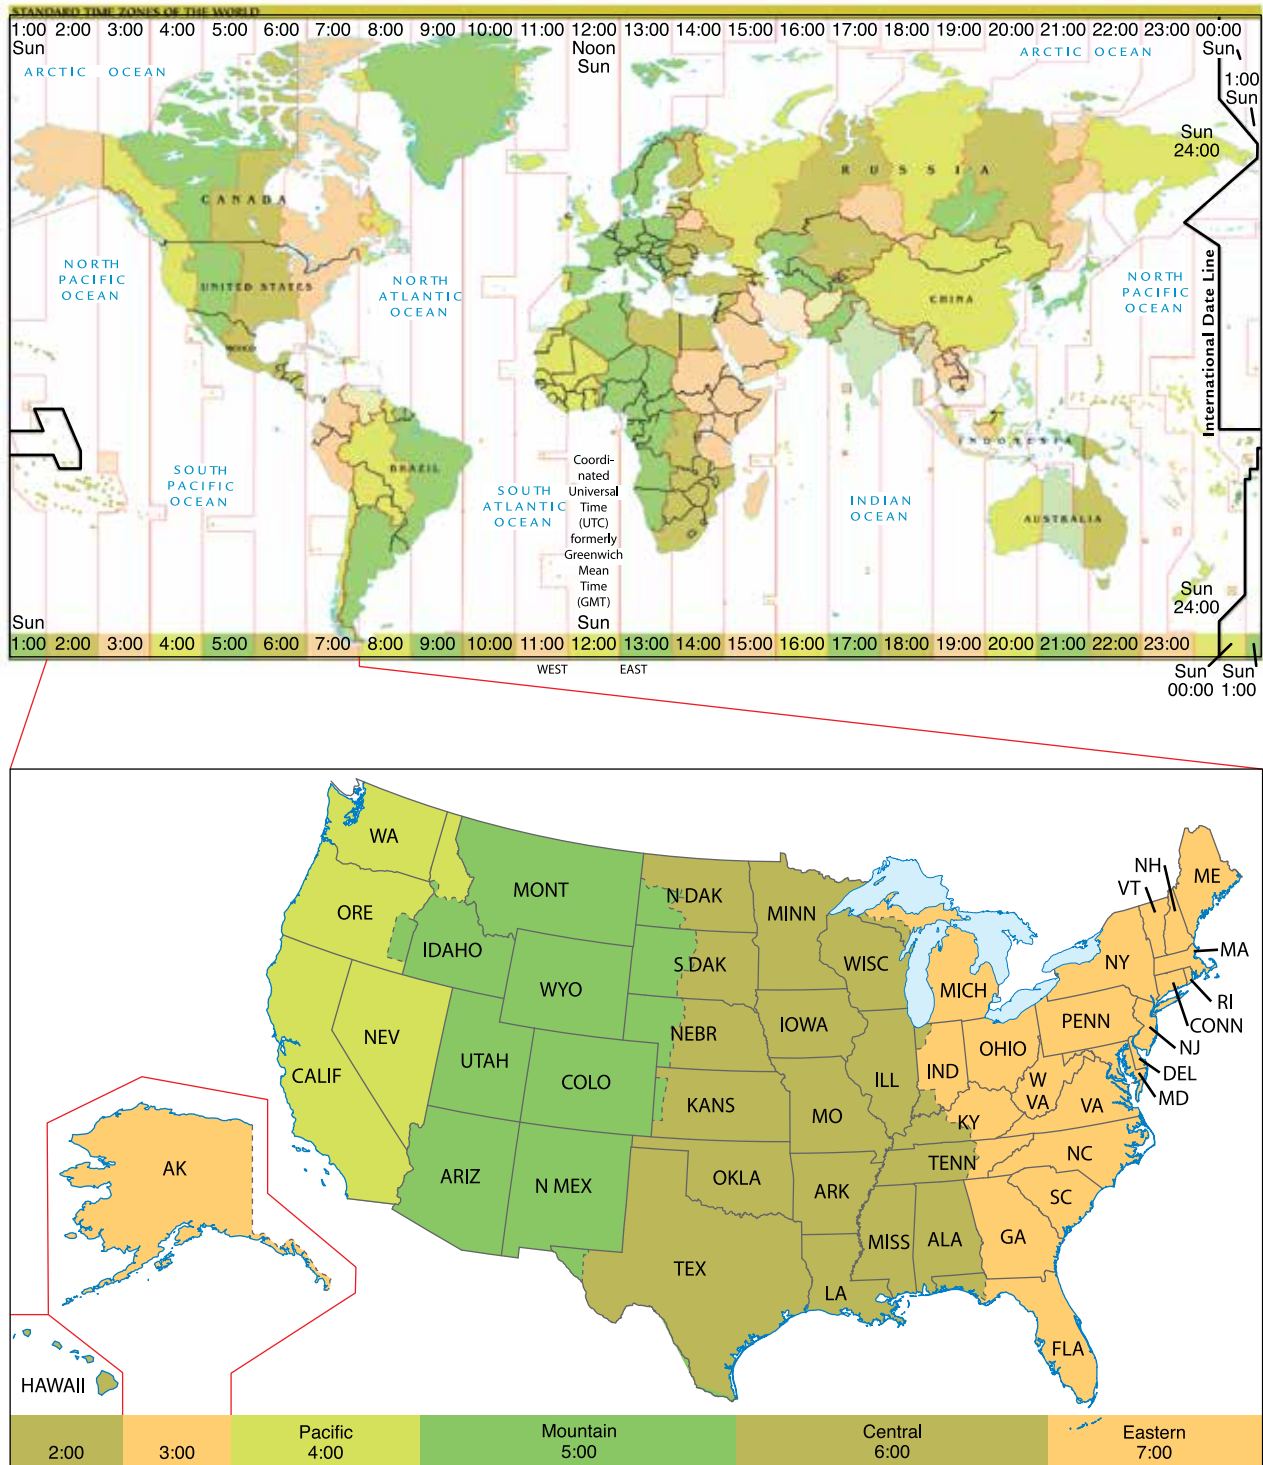 STANDARD TIME ZONES OF THE WORLD
1:00 2:00 3:00 4:00 5:00 6:00 7:00 8:00 9:00 10:00 11:00 12:00 13:00 14:00 15:00 16:00 17:00 18:00 19:00 20:00 21:00 22:00 23:00 00:00
Sun
Noon
Sun
Sun
ARCTIC OCEAN
ARCTIC OCEAN
1:00
Sun
Sun
24:00
RUSSIA
CANADA
NORTH
PACIFIC
OCEAN
UNITED STATES
NORTH
ATLANTIC
OCEAN
CHINA
NORTH
PACIFIC
OCEAN
International Date Line
MEXICO
INDONESIA
BRAZIL
SOUTH
PACIFIC
OCEAN
SOUTH
ATLANTIC
OCEAN
Coordi-
nated
Universal
Time
(UTC)
formerly
Greenwich
Mean
Time
(GMT)
INDIAN
OCEAN
AUSTRALIA
Sun
24:00
Sun
Sun
1:00 2:00 3:00 4:00 5:00 6:00 7:00 8:00 9:00 10:00 11:00 12:00 13:00 14:00 15:00 16:00 17:00 18:00 19:00 20:00 21:00 22:00 23:00
WEST EAST
Sun
00:00
Sun
1:00
WA
MONT
N DAK
MINN
NH
VT
ME
ORE
IDAHO
S DAK
WISC
MICH
NY
MA
WYO
RI
CONN
NEV
NEBR
IOWA
PENN
NJ
CALIF
UTAH
COLO
ILL
IND
OHIO
DEL
MD
KANS
MO
W
VA
VA
KY
AK
ARIZ
N MEX
OKLA
ARK
TENN
NC
SC
TEX
MISS
ALA
GA
LA
FLA
HAWAII
2:00
3:00
Pacific
4:00
Mountain
5:00
Central
6:00
Eastern
7:00